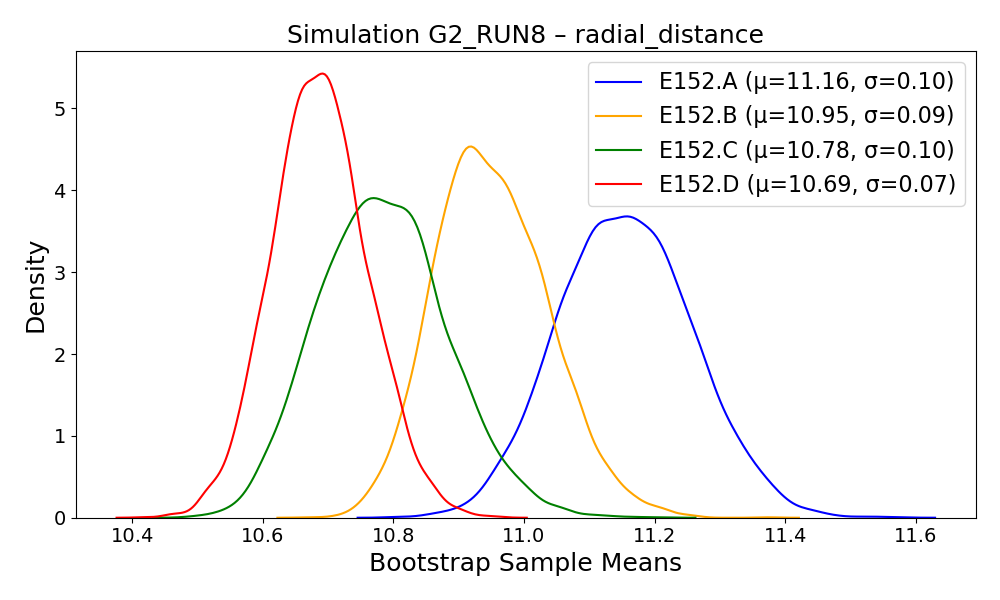 Simulation G2_RUN8 – radial_distance
E152.A (μ=11.16, σ=0.10)
E152.B (μ=10.95, σ=0.09)
E152.C (μ=10.78, σ=0.10)
E152.D (μ=10.69, σ=0.07)
Density
5
4
3
2
1
0
10.4 10.6 10.8 11.0 11.2 11.4 11.6
Bootstrap Sample Means